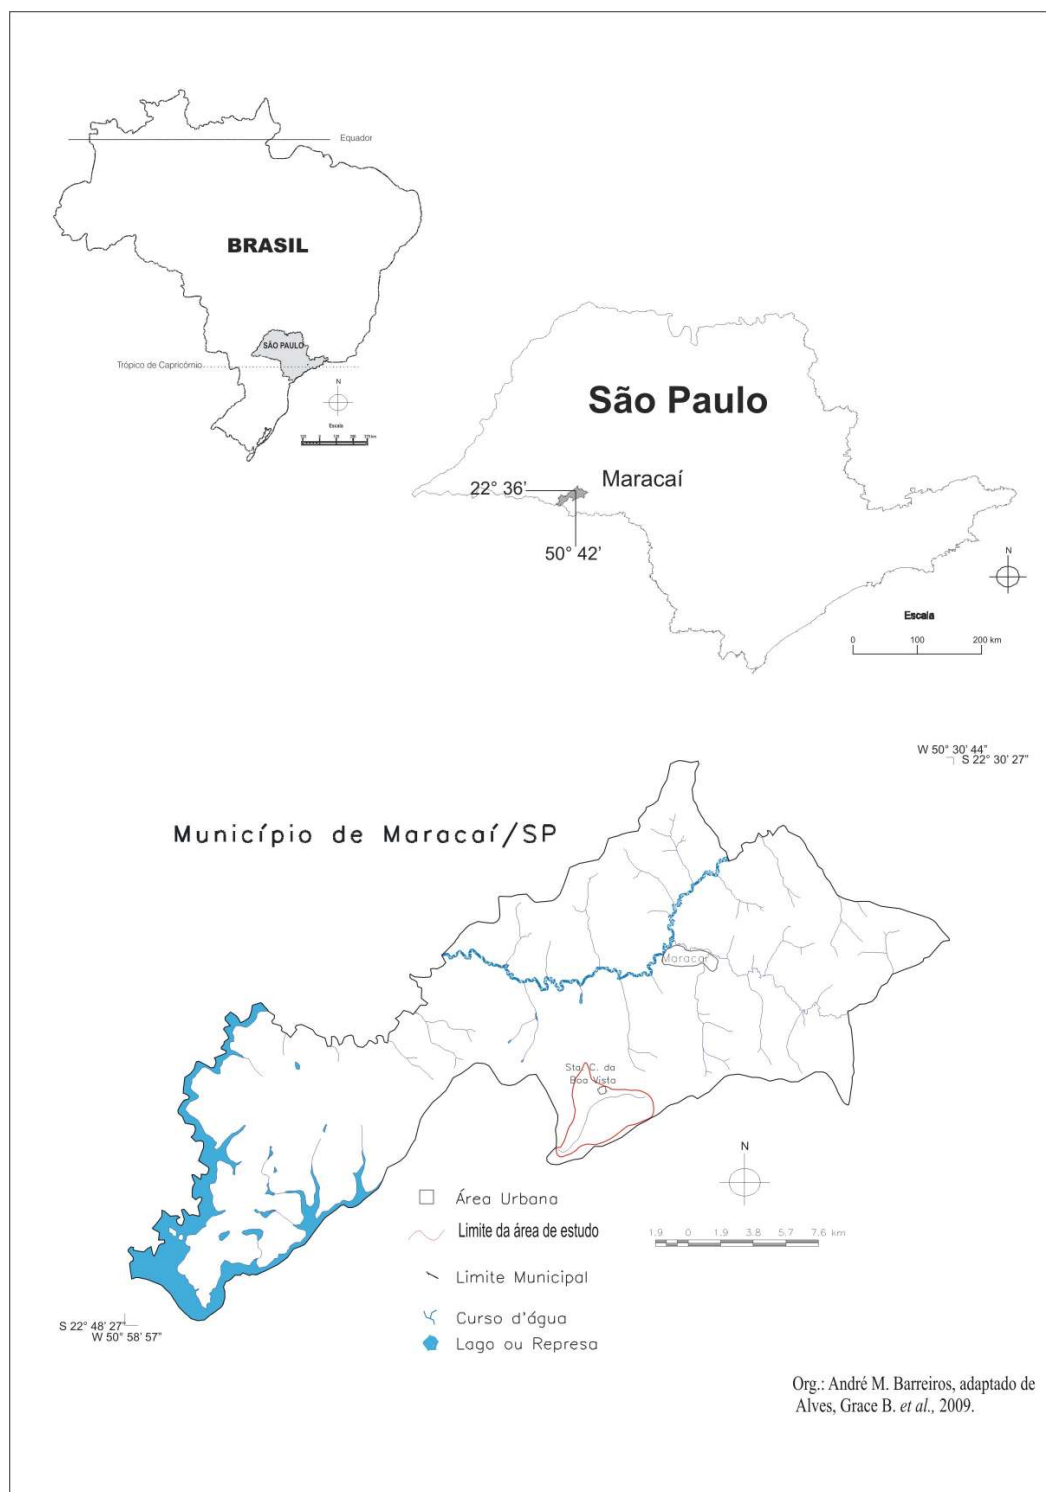 Equador
BRASIL
SÃO PAULO
Trópico de Capricórnio
N
Escala
São Paulo
Maracaí
22° 36'
50° 42'
N
Escala
0 100 200 km
W 50° 30' 44"
S 22° 30' 27"
Município de Maracaí/SP
Maracaí
Sta. C. da
Boa Vista
N
Área Urbana
Limite da área de estudo
1.9 0 1.9 3.8 5.7 7.6 km
Limite Municipal
Curso d'água
Lago ou Represa
S 22° 48' 27"
W 50° 58' 57"
Org.: André M. Barreiros, adaptado de
Alves, Grace B. et al., 2009.